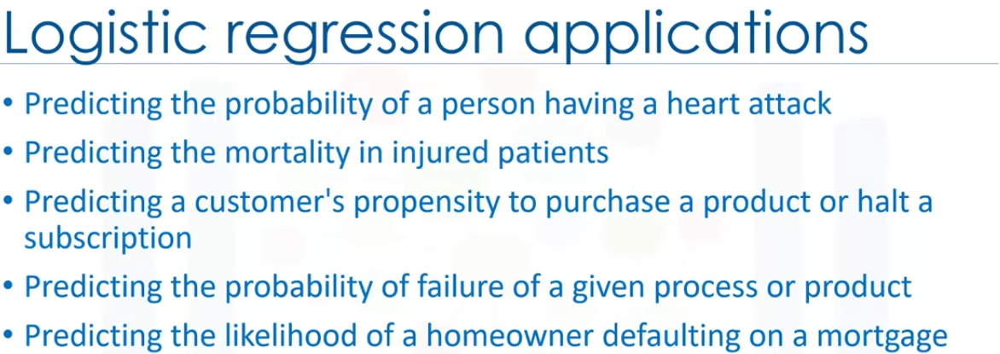 Logistic regression applications
• Predicting the probability of a person having a heart attack
• Predicting the mortality in injured patients
• Predicting a customer's propensity to purchase a product or halt a
subscription
• Predicting the probability of failure of a given process or product
• Predicting the likelihood of a homeowner defaulting on a mortgage